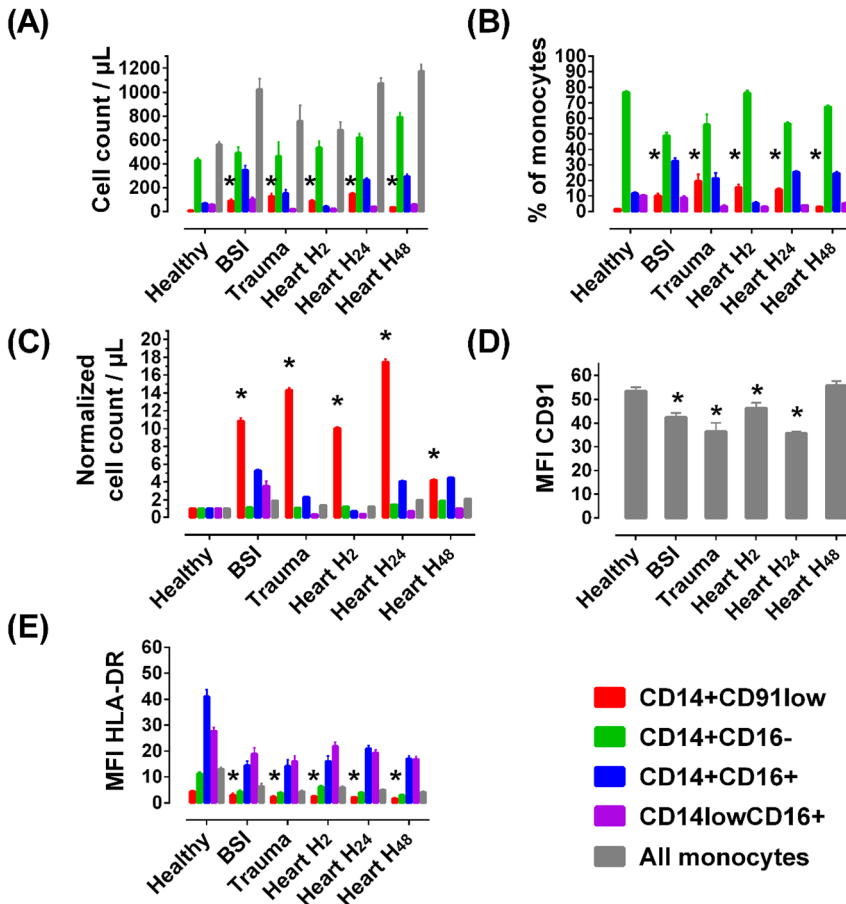 (A)
Cell count / µL
1200
1000
800
600
400
200
0
* * * * *
Healthy
BSI
Trauma
Heart H2
Heart H24
Heart H48
(B)
% of monocytes
100
90
80
70
60
50
40
30
20
10
0
* * * * *
Healthy
BSI
Trauma
Heart H2
Heart H24
Heart H48
(C)
Normalized
cell count / µL
20
18
16
14
12
10
8
6
4
2
0
* * * * *
Healthy
BSI
Trauma
Heart H2
Heart H24
Heart H48
(D)
MFI CD91
60
50
40
30
20
10
0
* * * *
Healthy
BSI
Trauma
Heart H2
Heart H24
Heart H48
(E)
MFI HLA-DR
60
50
40
30
20
10
0
* * * * *
Healthy
BSI
Trauma
Heart H2
Heart H24
Heart H48
CD14+CD91low
CD14+CD16-
CD14+CD16+
CD14lowCD16+
All monocytes